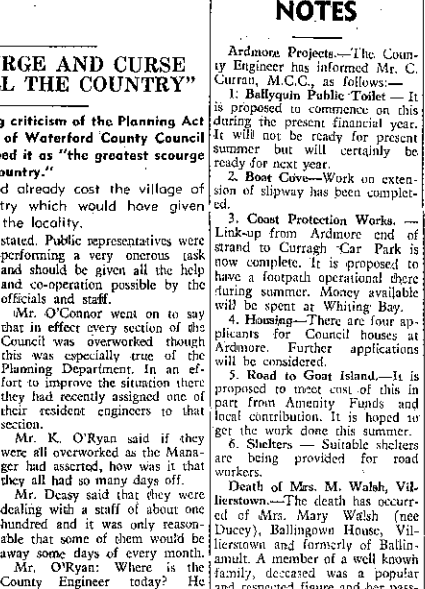 RGE AND CURSE
L THE COUNTRY"
g criticism of the Planning Act
of Waterford County Council
ed it as "the greatest scourge
ountry."
d already cost the village of
try which would have given
the locality.
stated. Public representatives were
performing a very onerous task
and should be given all the help
and co-operation possible by the
officials and staff.
Mr. O'Connor went on to say
that in effect every section of the
Council was overworked though
this was especially true of the
Planning Department. In an ef-
fort to improve the situation there
they had recently assigned one of
their resident engineers to that
section.
Mr. K. O'Ryan said if they
were all overworked as the Mana-
ger had asserted, how was it that
they all had so many days off.
Mr. Deasy said that they were
dealing with a staff of about one
hundred and it was only reason-
able that some of them would be
away some days of every month.
Mr. O'Ryan: Where is the
County Engineer today? He
NOTES
Ardmore Projects.—The Coun-
ty Engineer has informed Mr. C.
Curran, M.C.C., as follows:—
1: Ballyquin Public Toilet — It
is proposed to commence on this
during the present financial year.
It will not be ready for present
summer but will certainly be
ready for next year.
2. Boat Cove—Work on exten-
sion of slipway has been complet-
ed.
3. Coast Protection Works. —
Link-up from Ardmore end of
strand to Curragh Car Park is
now complete. It is proposed to
have a footpath operational there
during summer. Money available
will be spent at Whiting Bay.
4. Housing—There are four ap-
plicants for Council houses at
Ardmore. Further applications
will be considered.
5. Road to Goat Island.—It is
proposed to meet cost of this in
part from Amenity Funds and
local contribution. It is hoped to
get the work done this summer.
6. Shelters — Suitable shelters
are being provided for road
workers.
Death of Mrs. M. Walsh, Vil-
lierstown.—The death has occurr-
ed of Mrs. Mary Walsh (nee
Ducey), Ballingown House, Vil-
lierstown and formerly of Ballin-
amult. A member of a well known
family, deceased was a popular
and respected figure and her pass-